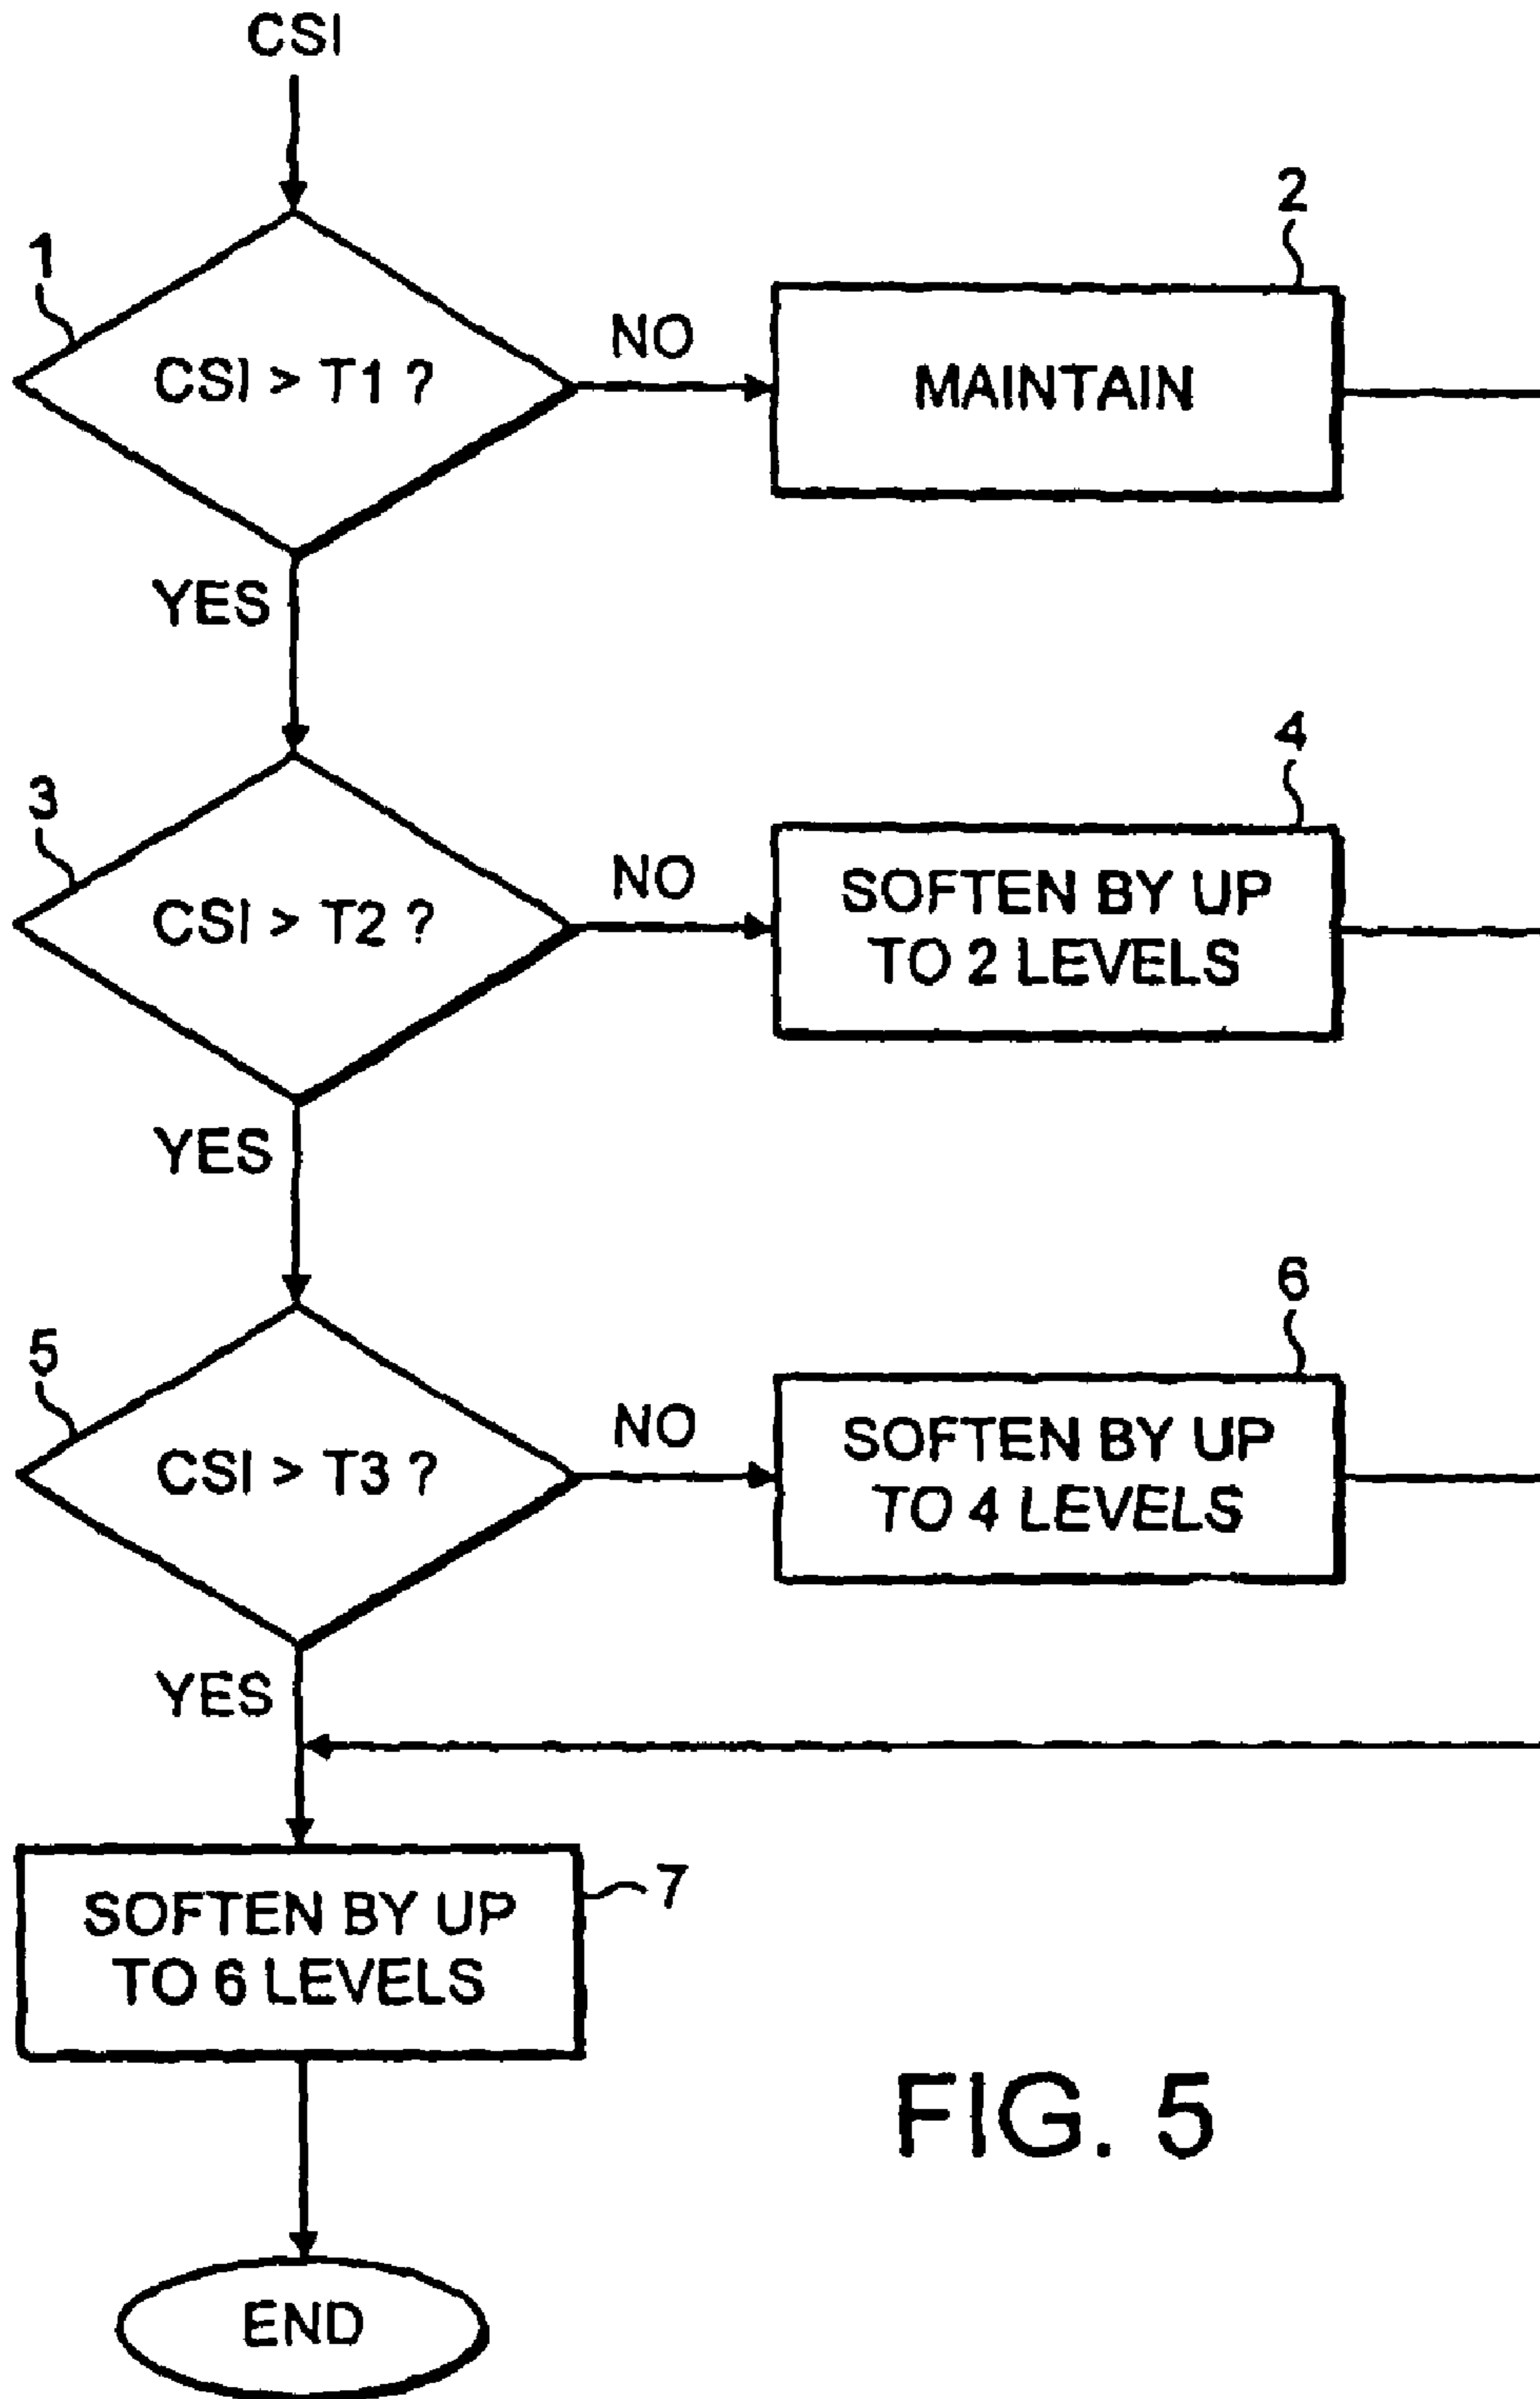 CSI
1
CSI > T1 ?
NO
2
MAINTAIN
YES
3
CSI > T2 ?
NO
4
SOFTEN BY UP
TO 2 LEVELS
YES
5
CSI > T3 ?
NO
6
SOFTEN BY UP
TO 4 LEVELS
YES
SOFTEN BY UP
TO 6 LEVELS
7
END
FIG. 5